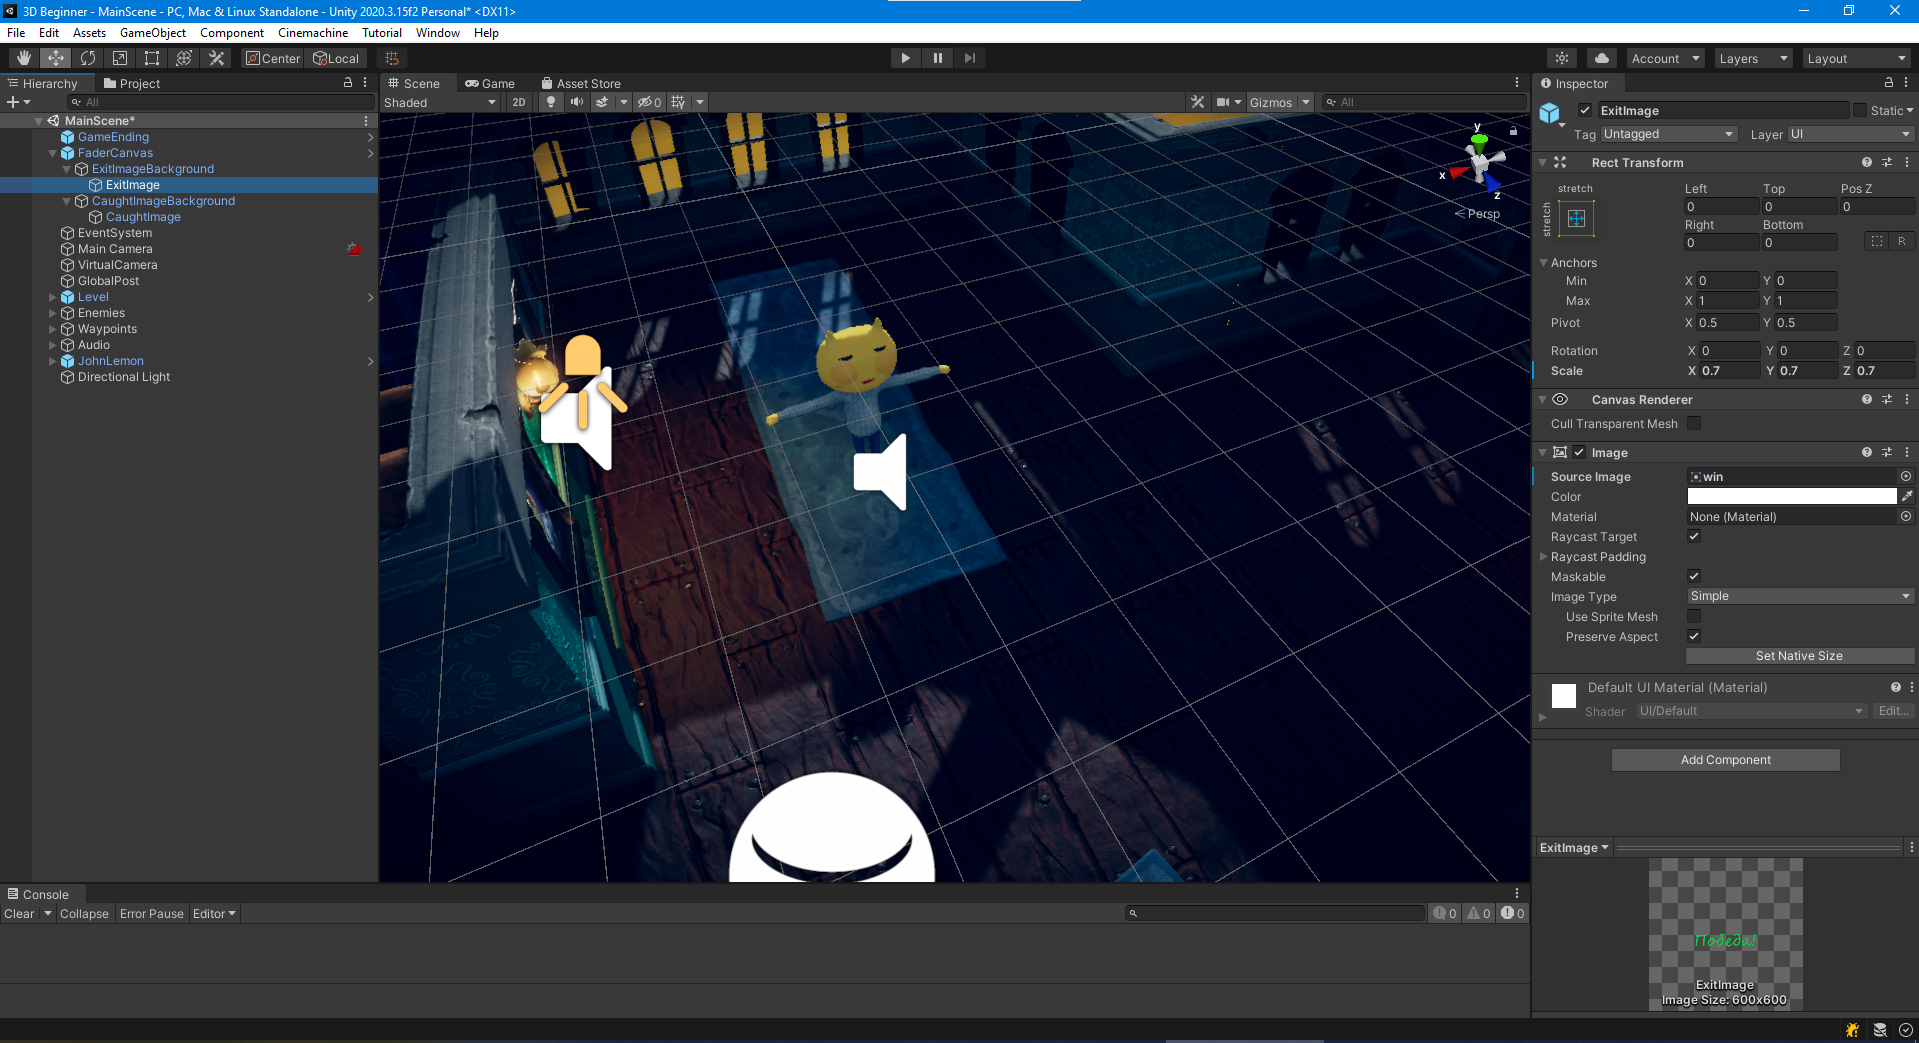 3D Beginner - MainScene - PC, Mac & Linux Standalone - Unity 2020.3.15f2 Personal* <DX11>
File Edit Assets GameObject Component Cinemachine Tutorial Window Help
Center Local Account Layers Layout
Hierarchy Project Scene Game Asset Store Inspector
All Shaded 2D 0 Gizmos All
MainScene*
GameEnding
FaderCanvas
ExitImageBackground
ExitImage
CaughtImageBackground
CaughtImage
EventSystem
Main Camera
VirtualCamera
GlobalPost
Level
Enemies
Waypoints
Audio
JohnLemon
Directional Light
y
x
z
Persp
ExitImage Static
Tag Untagged Layer UI
Rect Transform
stretch Left Top Pos Z
stretch 0 0 0
Right Bottom
0 0 R
Anchors
Min X 0 Y 0
Max X 1 Y 1
Pivot X 0.5 Y 0.5
Rotation X 0 Y 0 Z 0
Scale X 0.7 Y 0.7 Z 0.7
Canvas Renderer
Cull Transparent Mesh
Image
Source Image win
Color
Material None (Material)
Raycast Target
Raycast Padding
Maskable
Image Type Simple
Use Sprite Mesh
Preserve Aspect
Set Native Size
Default UI Material (Material)
Shader UI/Default Edit...
Add Component
ExitImage
Победа!
ExitImage
Image Size: 600x600
Console
Clear Collapse Error Pause Editor 0 0 0